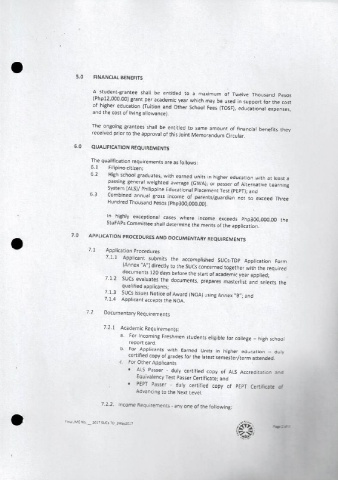 5.0 FINANCIAL BENEFITS
A student-grantee shall be entitled to a maximum of Twelve Thousand Pesos
(Php12,000.00) grant per academic year which may be used in support for the cost
of higher education (Tuition and Other School Fees (TOSF), educational expenses,
and the cost of living allowance).
The ongoing grantees shall be entitled to same amount of financial benefits they
received prior to the approval of this Joint Memorandum Circular.
6.0 QUALIFICATION REQUIREMENTS
The qualification requirements are as follows:
6.1 Filipino citizen;
6.2 High school graduates, with earned units in higher education with at least a
passing general weighted average (GWA), or passer of Alternative Learning
System (ALS)/ Philippine Educational Placement Test (PEPT); and
6.3 Combined annual gross income of parents/guardian not to exceed Three
Hundred Thousand Pesos (Php300,000.00).
In highly exceptional cases where income exceeds Php300,000.00 the
StuFAPs Committee shall determine the merits of the application.
7.0 APPLICATION PROCEDURES AND DOCUMENTARY REQUIREMENTS
7.1 Application Procedures
7.1.1 Applicant submits the accomplished SUCs-TDP Application Form
(Annex "A") directly to the SUCs concerned together with the required
documents 120 days before the start of academic year applied;
7.1.2 SUCs evaluates the documents, prepares masterlist and selects the
qualified applicants;
7.1.3 SUCs issues Notice of Award (NOA) using Annex "B"; and
7.1.4 Applicant accepts the NOA.
7.2 Documentary Requirements
7.2.1 Academic Requirements:
a. For Incoming Freshmen students eligible for college – high school
report card
b. For Applicants with Earned Units in higher education – duly
certified copy of grades for the latest semester/term attended.
c. For Other Applicants
• ALS Passer – duly certified copy of ALS Accreditation and
Equivalency Test Passer Certificate; and
• PEPT Passer – duly certified copy of PEPT Certificate of
Advancing to the Next Level.
7.2.2. Income Requirements - any one of the following: